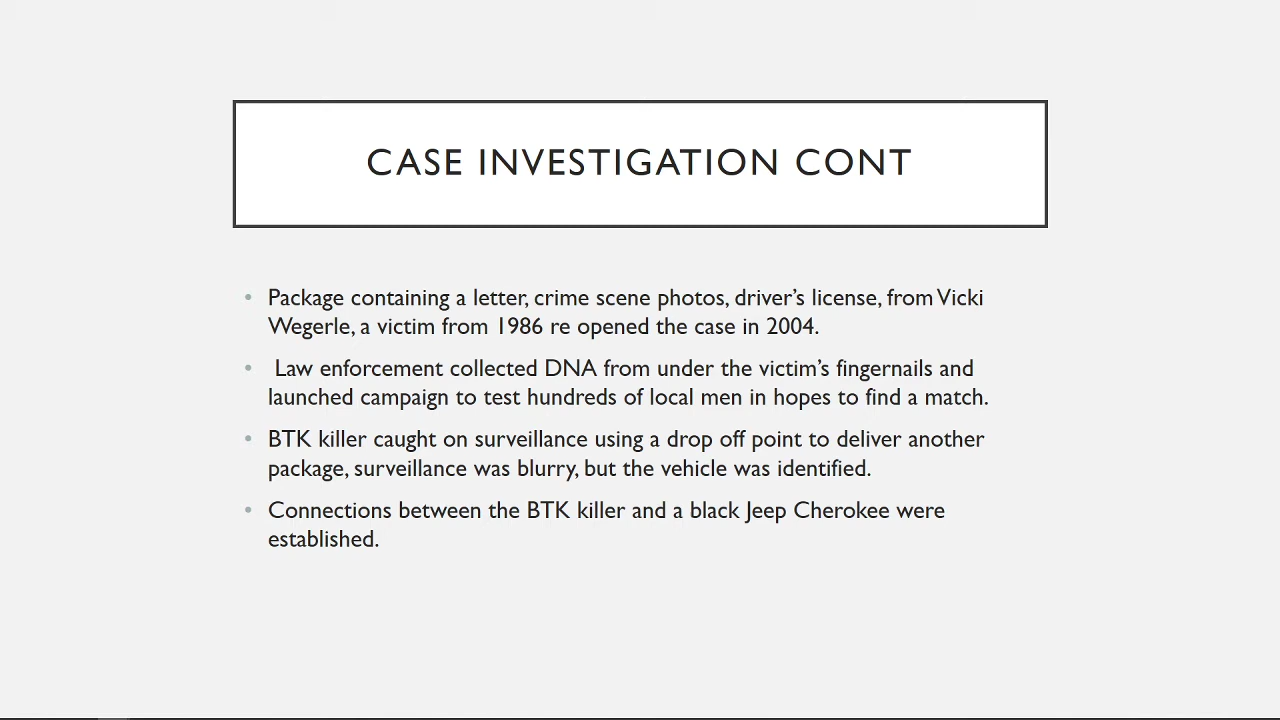 CASE INVESTIGATION CONT
• Package containing a letter, crime scene photos, driver’s license, from Vicki
Wegerle, a victim from 1986 re opened the case in 2004.
• Law enforcement collected DNA from under the victim’s fingernails and
launched campaign to test hundreds of local men in hopes to find a match.
• BTK killer caught on surveillance using a drop off point to deliver another
package, surveillance was blurry, but the vehicle was identified.
• Connections between the BTK killer and a black Jeep Cherokee were
established.